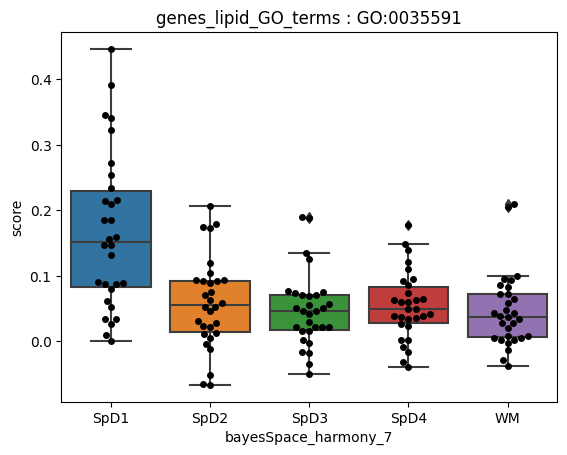 genes_lipid_GO_terms : GO:0035591
score
0.4
0.3
0.2
0.1
0.0
SpD1 SpD2 SpD3 SpD4 WM
bayesSpace_harmony_7